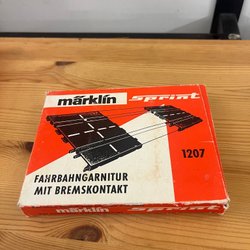 märklin sprint
1207
FAHRBAHNGARNITUR
MIT BREMSKONTAKT
märklin sprint